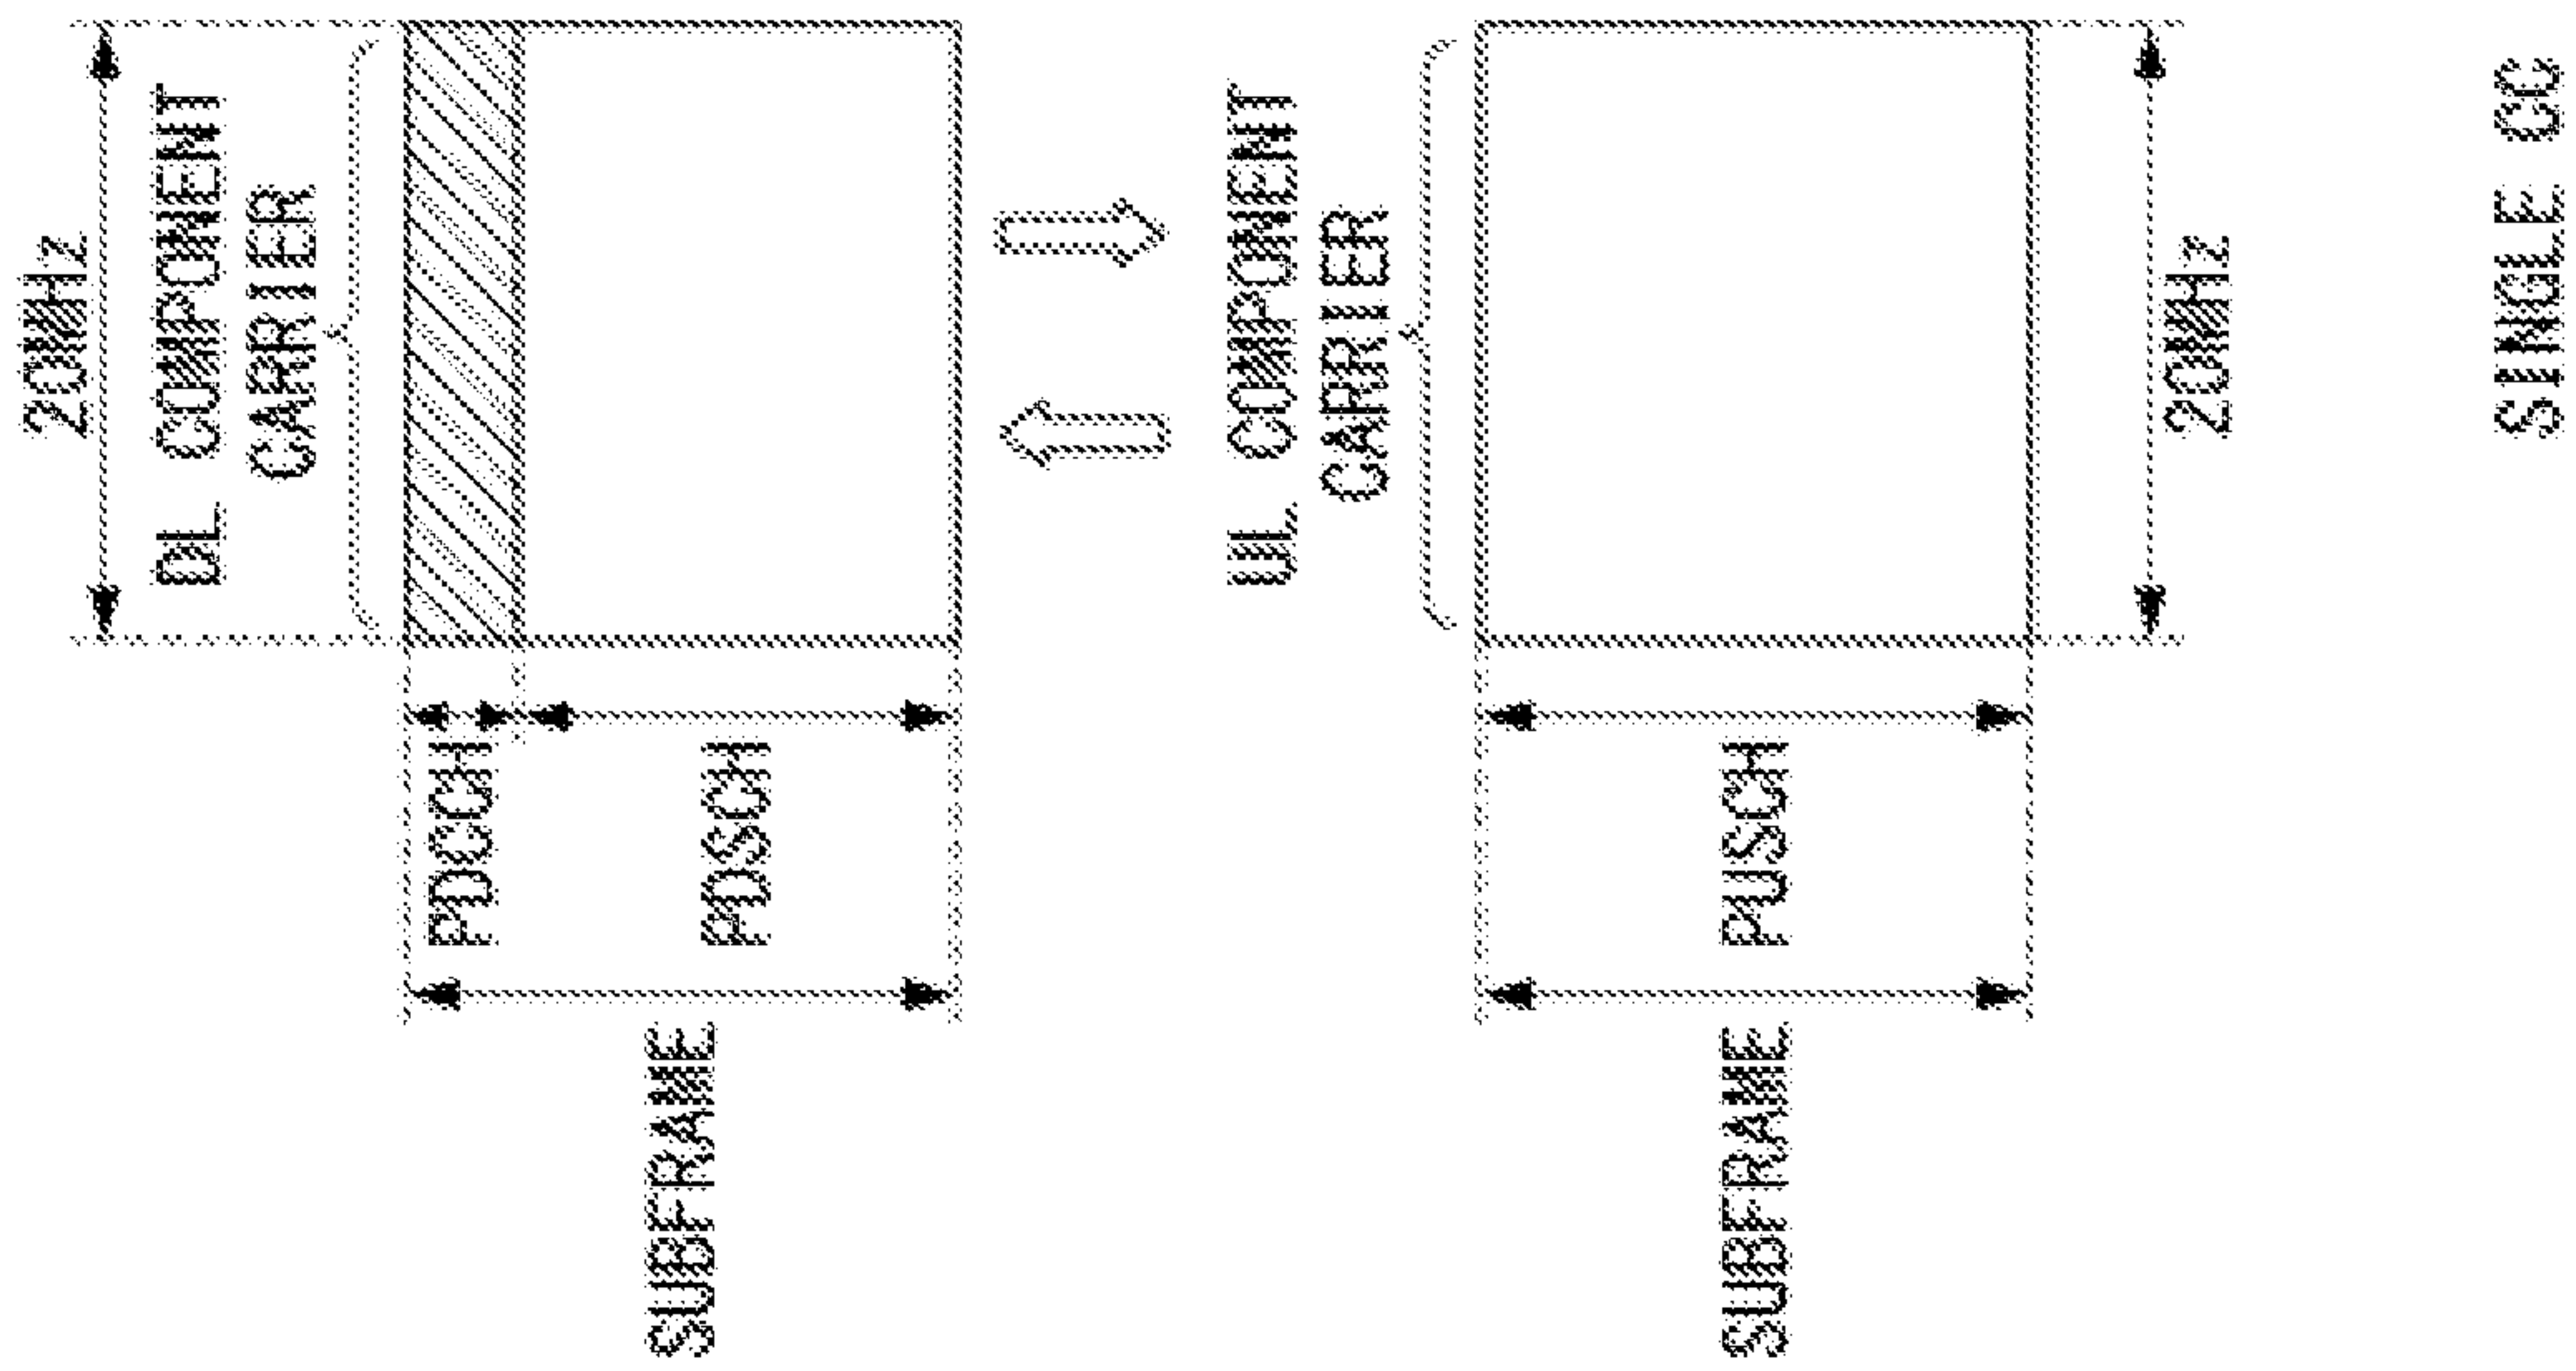 20MHz
DL COMPONENT
CARRIER
PDCCH
PDSCH
SUBFRAME
UL COMPONENT
CARRIER
PUSCH
SUBFRAME
20MHz
SINGLE CC